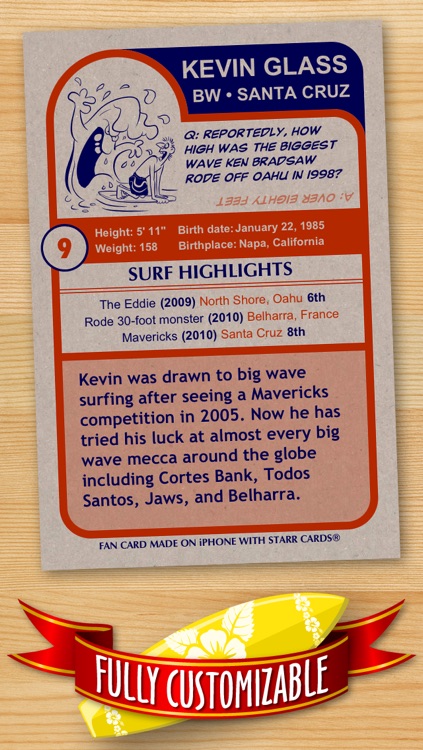 KEVIN GLASS
BW • SANTA CRUZ
Q: REPORTEDLY, HOW
HIGH WAS THE BIGGEST
WAVE KEN BRADSAW
RODE OFF OAHU IN 1998?
A: OVER EIGHTY FEET
9
Height: 5' 11" Birth date: January 22, 1985
Weight: 158 Birthplace: Napa, California
SURF HIGHLIGHTS
The Eddie (2009) North Shore, Oahu 6th
Rode 30-foot monster (2010) Belharra, France
Mavericks (2010) Santa Cruz 8th
Kevin was drawn to big wave
surfing after seeing a Mavericks
competition in 2005. Now he has
tried his luck at almost every big
wave mecca around the globe
including Cortes Bank, Todos
Santos, Jaws, and Belharra.
FAN CARD MADE ON iPHONE WITH STARR CARDS®
FULLY CUSTOMIZABLE